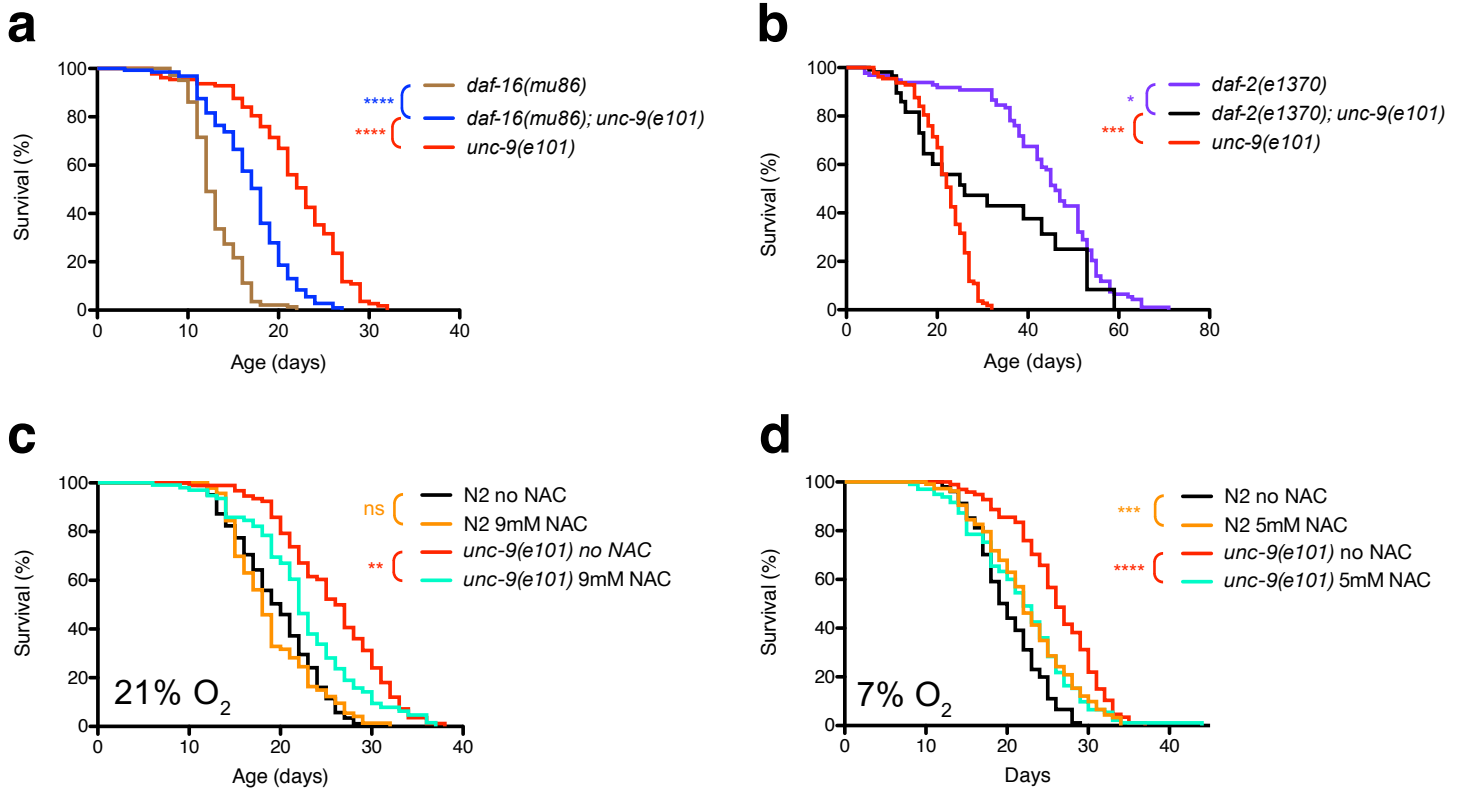 a
100
80
60
40
20
0
Survival (%)
0 10 20 30 40
Age (days)
daf-16(mu86)
daf-16(mu86); unc-9(e101)
unc-9(e101)
****
****
b
100
80
60
40
20
0
Survival (%)
0 20 40 60 80
Age (days)
daf-2(e1370)
daf-2(e1370); unc-9(e101)
unc-9(e101)
*
***
c
100
80
60
40
20
0
Survival (%)
0 10 20 30 40
Age (days)
N2 no NAC
N2 9mM NAC
unc-9(e101) no NAC
unc-9(e101) 9mM NAC
ns
**
21% O2
d
100
80
60
40
20
0
Survival (%)
0 10 20 30 40
Days
N2 no NAC
N2 5mM NAC
unc-9(e101) no NAC
unc-9(e101) 5mM NAC
***
****
7% O2